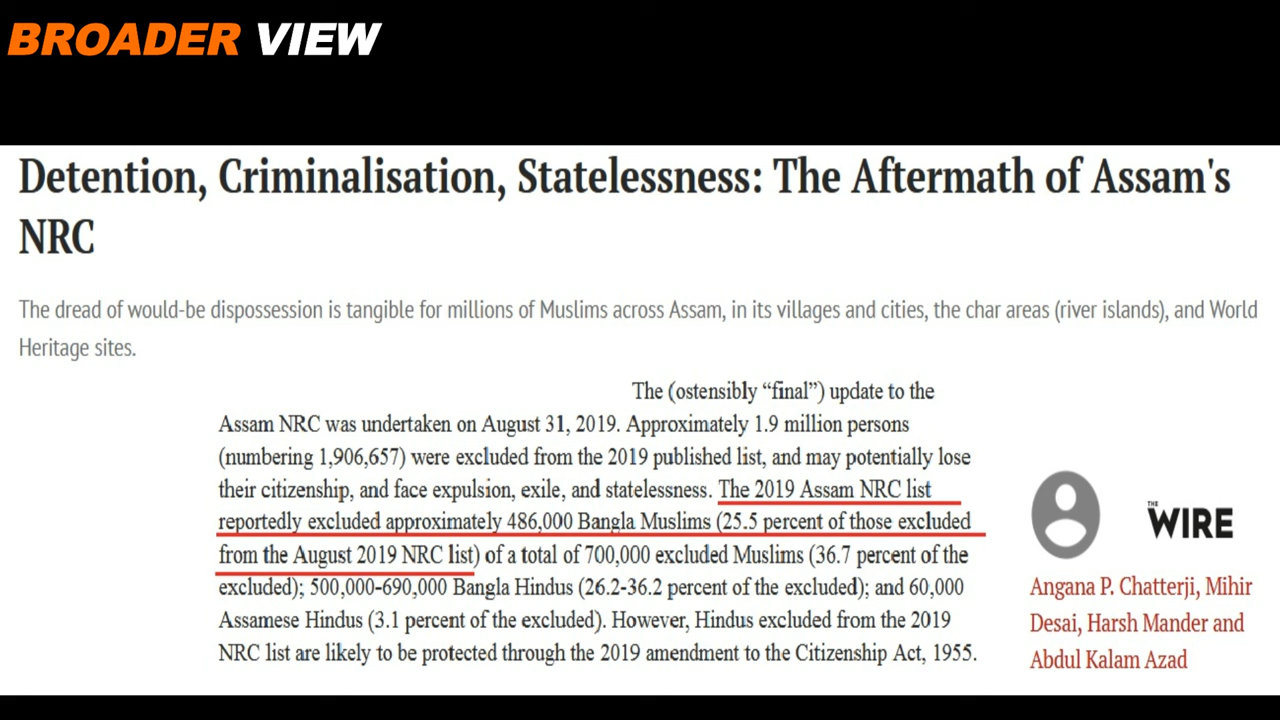 BROADER VIEW
Detention, Criminalisation, Statelessness: The Aftermath of Assam's
NRC
The dread of would-be dispossession is tangible for millions of Muslims across Assam, in its villages and cities, the char areas (river islands), and World
Heritage sites.
The (ostensibly “final”) update to the
Assam NRC was undertaken on August 31, 2019. Approximately 1.9 million persons
(numbering 1,906,657) were excluded from the 2019 published list, and may potentially lose
their citizenship, and face expulsion, exile, and statelessness. The 2019 Assam NRC list
reportedly excluded approximately 486,000 Bangla Muslims (25.5 percent of those excluded
from the August 2019 NRC list) of a total of 700,000 excluded Muslims (36.7 percent of the
excluded); 500,000-690,000 Bangla Hindus (26.2-36.2 percent of the excluded); and 60,000
Assamese Hindus (3.1 percent of the excluded). However, Hindus excluded from the 2019
NRC list are likely to be protected through the 2019 amendment to the Citizenship Act, 1955.
THE
WIRE
Angana P. Chatterji, Mihir
Desai, Harsh Mander and
Abdul Kalam Azad